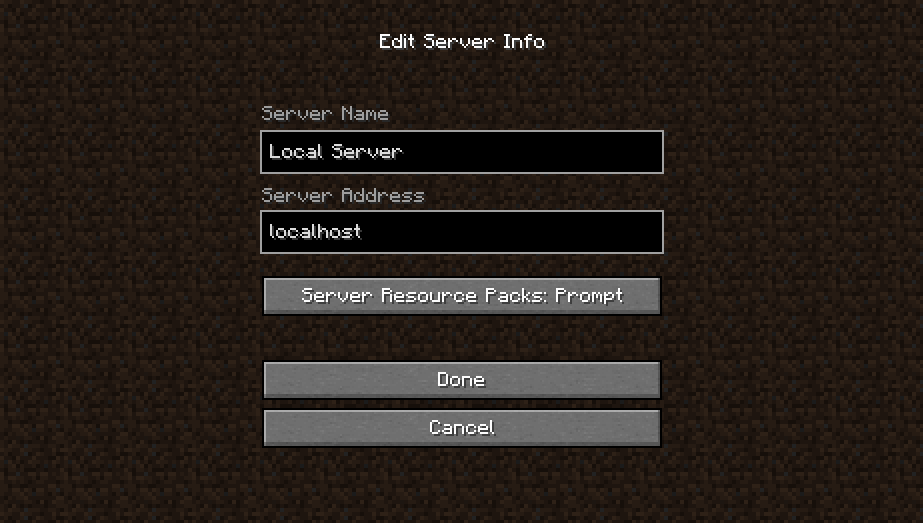 Edit Server Info
Server Name
Local Server
Server Address
localhost
Server Resource Packs: Prompt
Done
Cancel